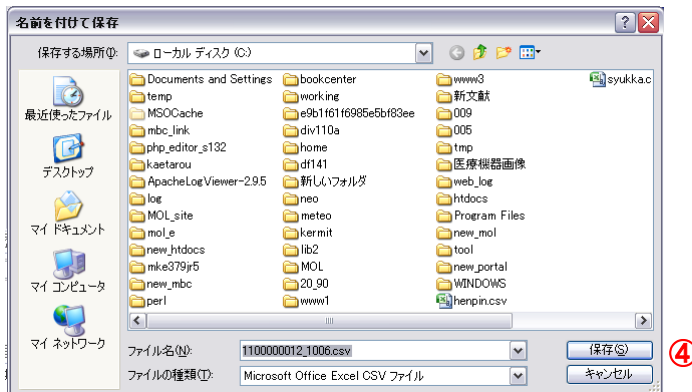 名前を付けて保存
保存する場所(I):
ローカル ディスク (C:)
最近使ったファイル
デスクトップ
マイ ドキュメント
マイ コンピュータ
マイ ネットワーク
Documents and Settings
temp
MSOCache
mbc_link
php_editor_s132
kaetarou
ApacheLogViewer-2.9.5
log
MOL_site
mol_e
new_htdocs
mke379jr5
new_mbc
perl
bookcenter
working
e9b1f61f6985e5bf83ee
div110a
home
df141
新しいフォルダ
neo
meteo
kermit
lib2
MOL
20_90
www1
www3
新文献
009
005
tmp
医療機器画像
web_log
htdocs
Program Files
new_mol
tool
new_portal
WINDOWS
henpin.csv
syukka.c
ファイル名(N):
1100000012_1006.csv
保存(S)
④
ファイルの種類(T):
Microsoft Office Excel CSV ファイル
キャンセル